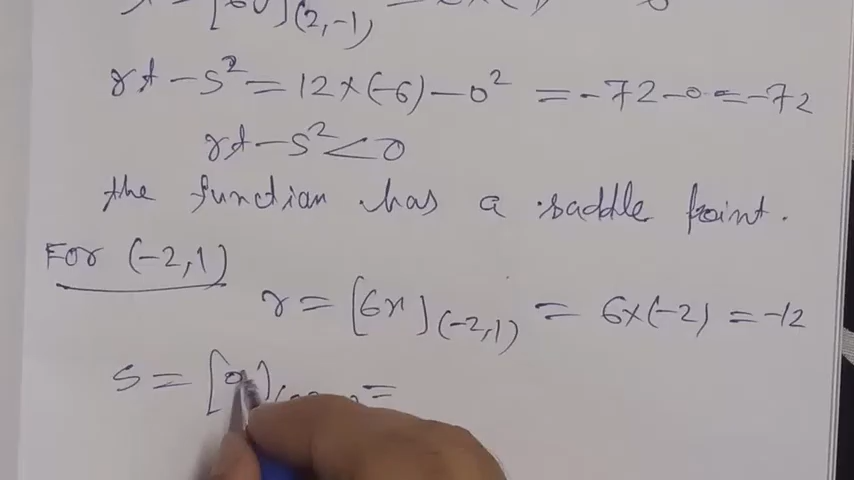 [6y](2,-1)
rt - s² = 12×(-6) - 0² = -72-0 = -72
rt - s² < 0
the function has a saddle point.
For (-2,1)
r = [6x](-2,1) = 6×(-2) = -12
s = [0] =